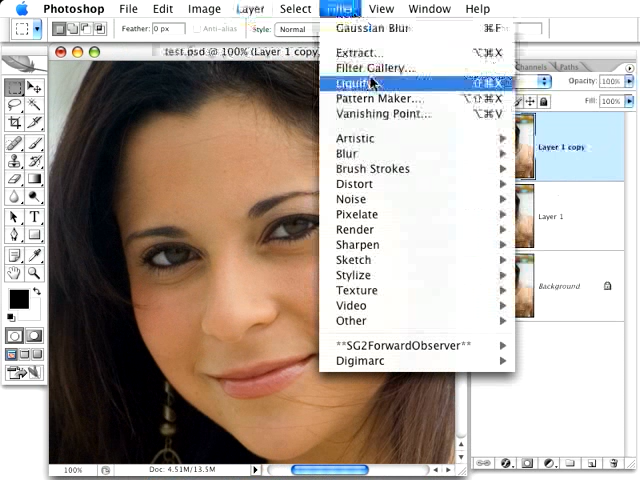 Photoshop File Edit Image Layer Select View Window Help
Feather: 0 px Anti-alias Style: Normal
test.psd @ 100% (Layer 1 copy,
Gaussian Blur ⌘F
Extract... ⌥⌘X
Filter Gallery...
Liquify... ⇧⌘X
Pattern Maker... ⌥⇧⌘X
Vanishing Point... ⌥⌘V
Artistic
Blur
Brush Strokes
Distort
Noise
Pixelate
Render
Sharpen
Sketch
Stylize
Texture
Video
Other
**SG2ForwardObserver**
Digimarc
Channels Paths
Opacity: 100%
Fill: 100%
Layer 1 copy
Layer 1
Background
100% Doc: 4.51M/13.5M